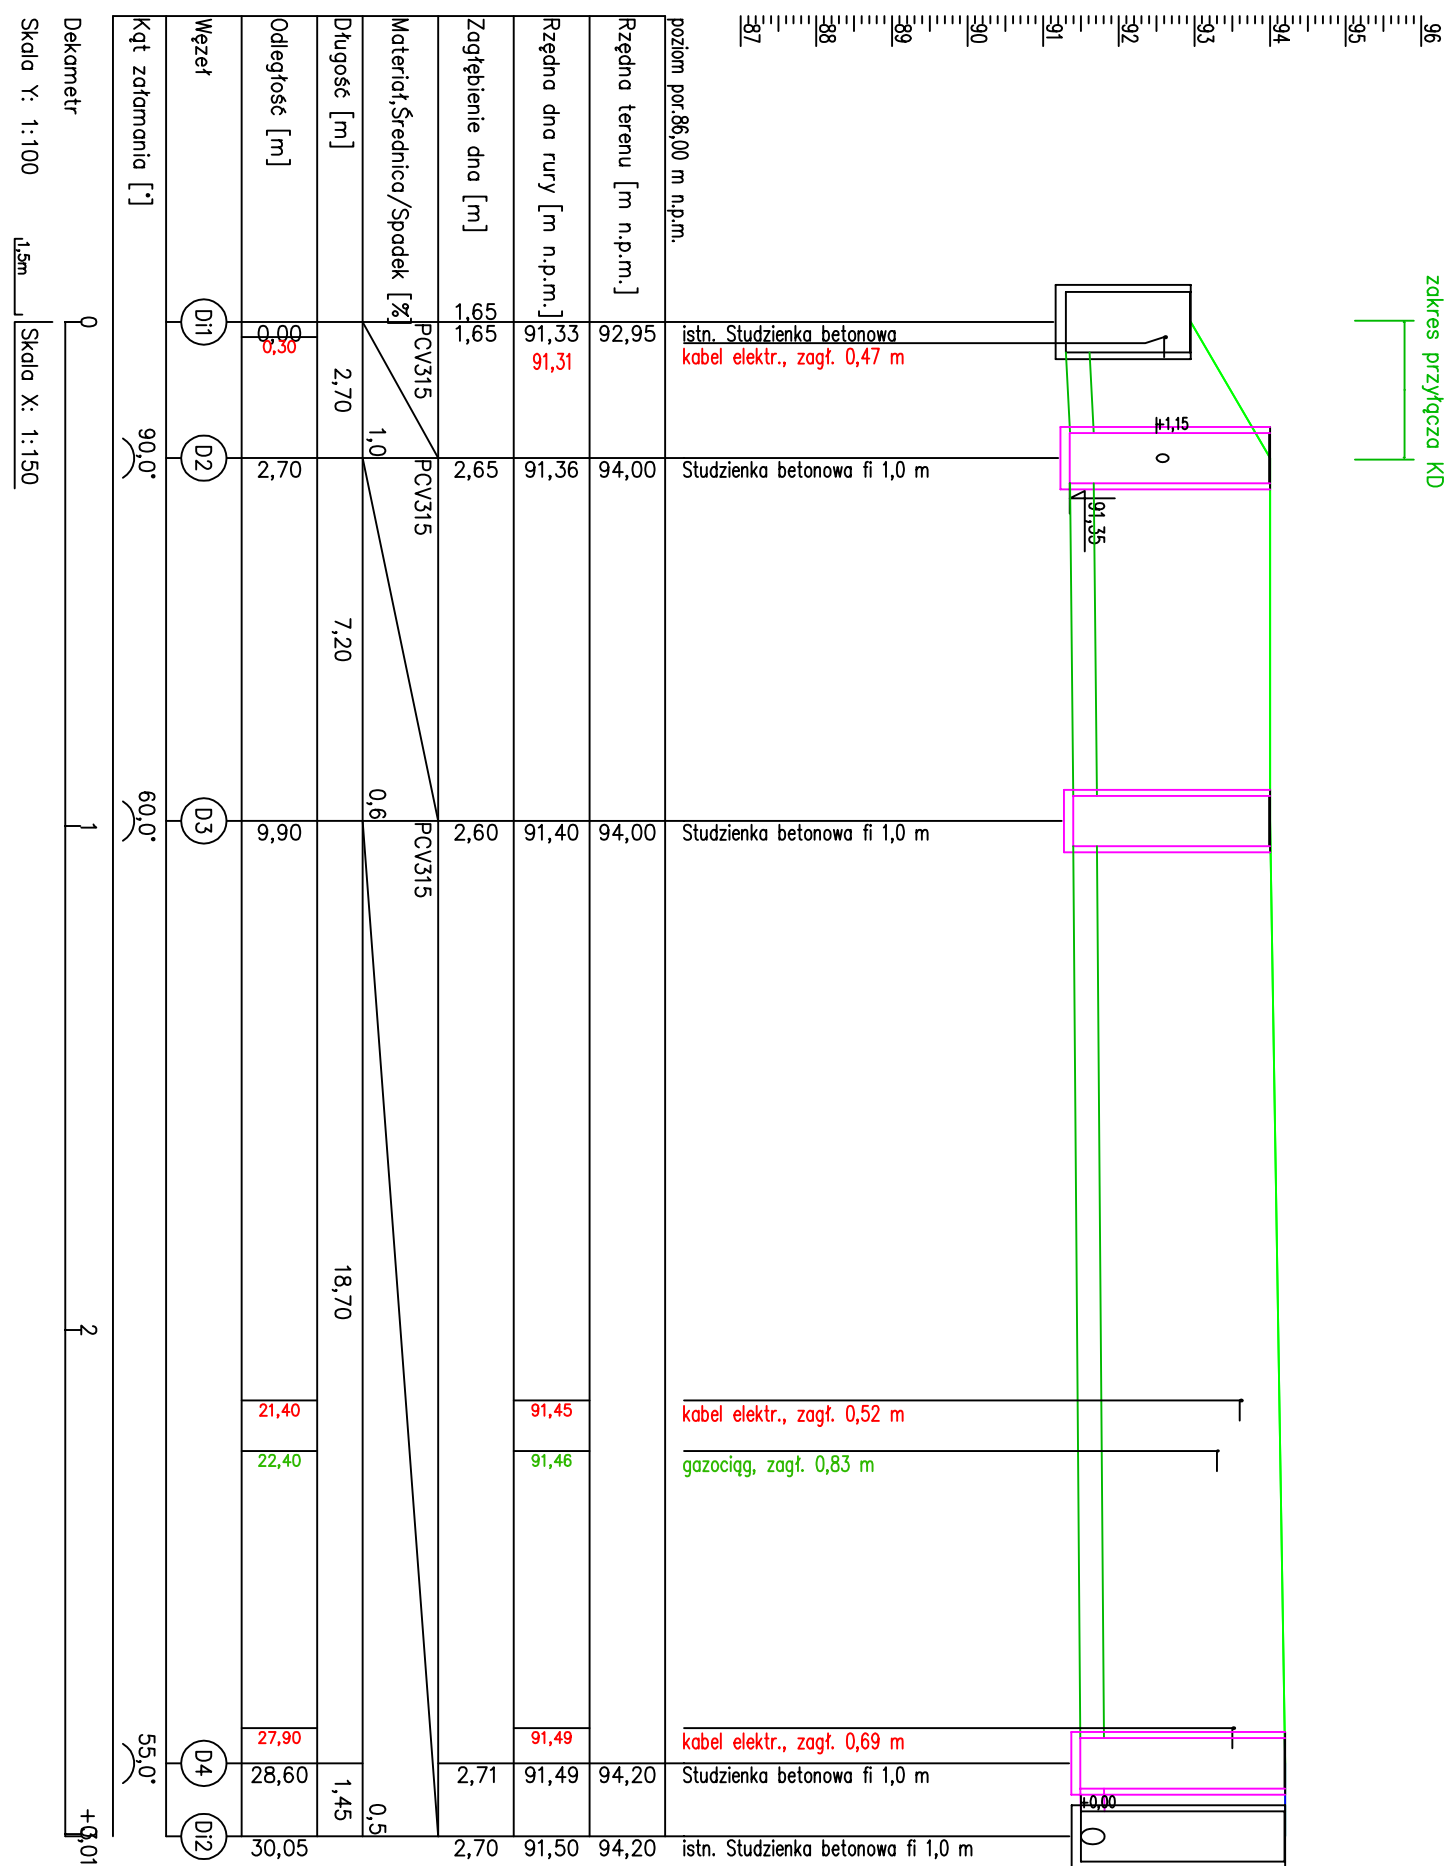 zakres przyłącza KD
96
95
94
93
92
91
90
89
88
87
poziom por.86,00 m n.p.m.
Rzędna terenu [m n.p.m.]
92,95
94,00
94,00
94,20
94,20
Rzędna dna rury [m n.p.m.]
91,33
91,31
91,36
91,40
91,45
91,46
91,49
91,49
91,50
Zagłębienie dna [m]
1,65
1,65
2,65
2,60
2,71
2,70
Materiał,Średnica/Spadek [%]
PCV315
1,0
PCV315
0,6
PCV315
0,5
Długość [m]
2,70
7,20
18,70
1,45
Odległość [m]
0,00
0,30
2,70
9,90
21,40
22,40
27,90
28,60
30,05
Węzeł
Di1
D2
D3
D4
Di2
Kąt załamania [°]
90,0°
60,0°
55,0°
Dekametr
0
1
2
3
+0,01
Skala Y: 1:100
1,5m
Skala X: 1:150
istn. Studzienka betonowa
kabel elektr., zagł. 0,47 m
Studzienka betonowa fi 1,0 m
Studzienka betonowa fi 1,0 m
kabel elektr., zagł. 0,52 m
gazociąg, zagł. 0,83 m
kabel elektr., zagł. 0,69 m
Studzienka betonowa fi 1,0 m
istn. Studzienka betonowa fi 1,0 m
+1,15
91,35
+0,00